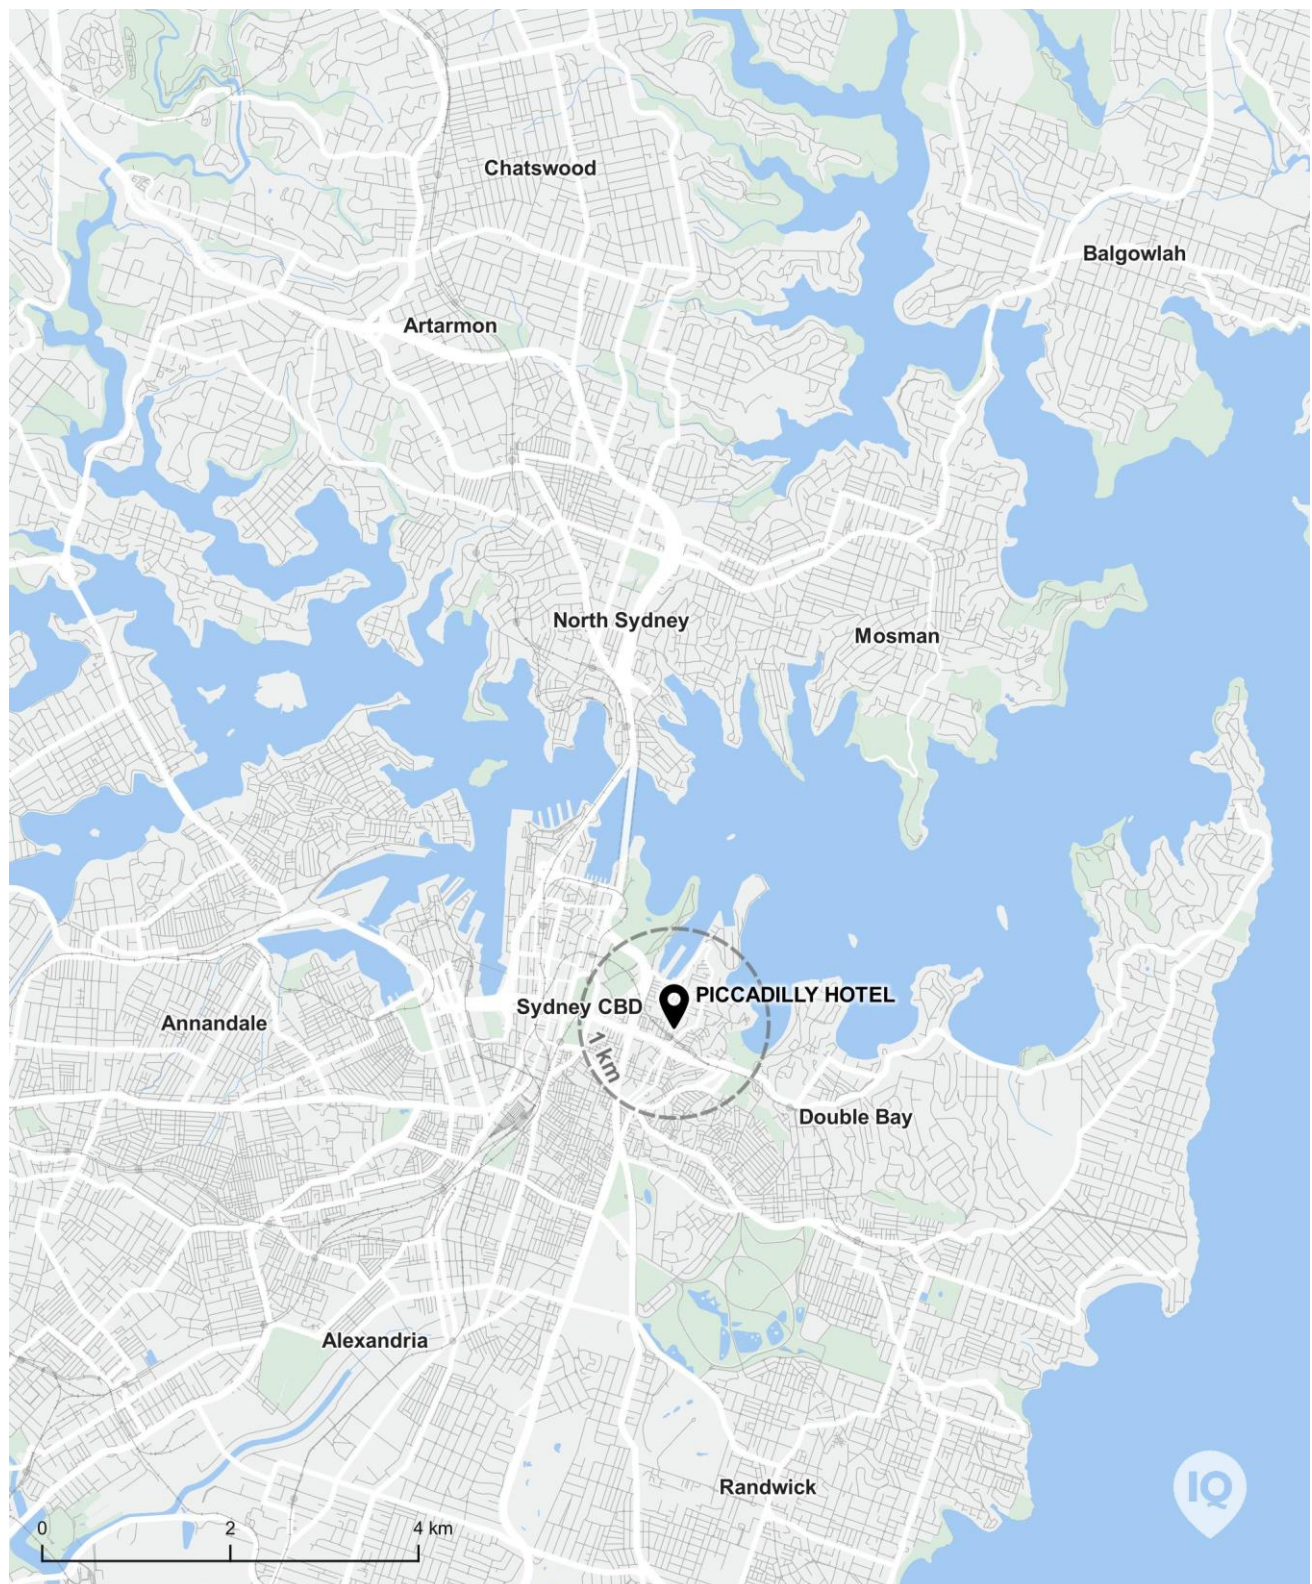 Chatswood
Balgowlah
Artarmon
North Sydney
Mosman
PICCADILLY HOTEL
Sydney CBD
Annandale
1 km
Double Bay
Alexandria
Randwick
IQ
0 2 4 km